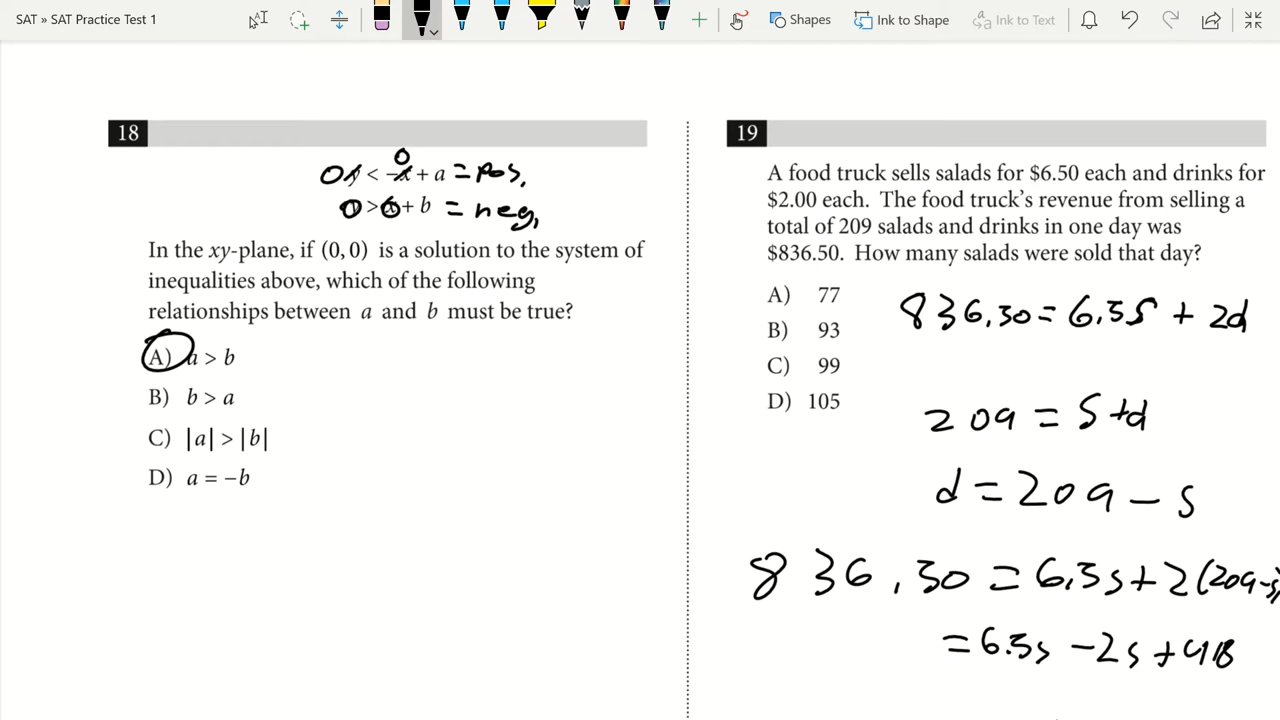 SAT » SAT Practice Test 1
Shapes
Ink to Shape
Ink to Text
18
0 < 0 + a = pos.
0 > 0 + b = neg.
In the xy-plane, if (0, 0) is a solution to the system of
inequalities above, which of the following
relationships between a and b must be true?
A) a > b
B) b > a
C) |a| > |b|
D) a = −b
19
A food truck sells salads for $6.50 each and drinks for
$2.00 each. The food truck's revenue from selling a
total of 209 salads and drinks in one day was
$836.50. How many salads were sold that day?
A) 77
B) 93
C) 99
D) 105
836.50 = 6.5s + 2d
209 = s + d
d = 209 − s
836.50 = 6.5s + 2(209−s)
= 6.5s − 2s + 418